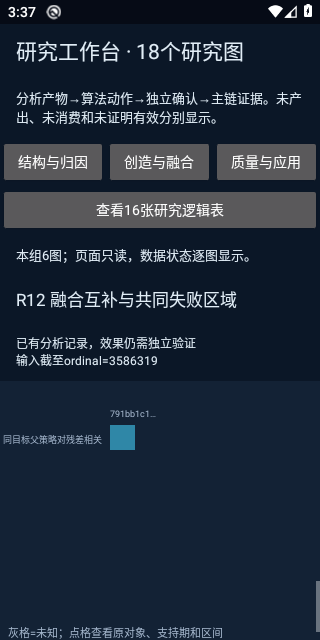 3:37
研究工作台 · 18个研究图
分析产物→算法动作→独立确认→主链证据。未产
出、未消费和未证明有效分别显示。
结构与归因 创造与融合 质量与应用
查看16张研究逻辑表
本组6图；页面只读，数据状态逐图显示。
R12 融合互补与共同失败区域
已有分析记录，效果仍需独立验证
输入截至ordinal=3586319
791bb1c1…
同目标父策略对残差相关
灰格=未知；点格查看原对象、支持期和区间